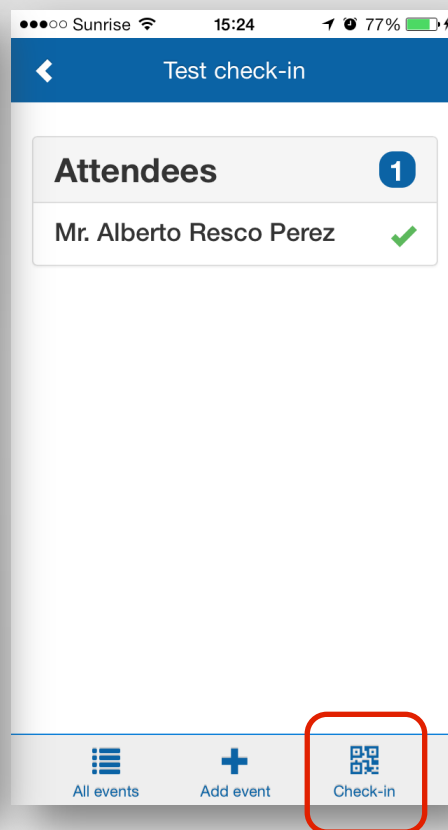 Sunrise 15:24 77%
Test check-in
Attendees 1
Mr. Alberto Resco Perez
All events Add event Check-in